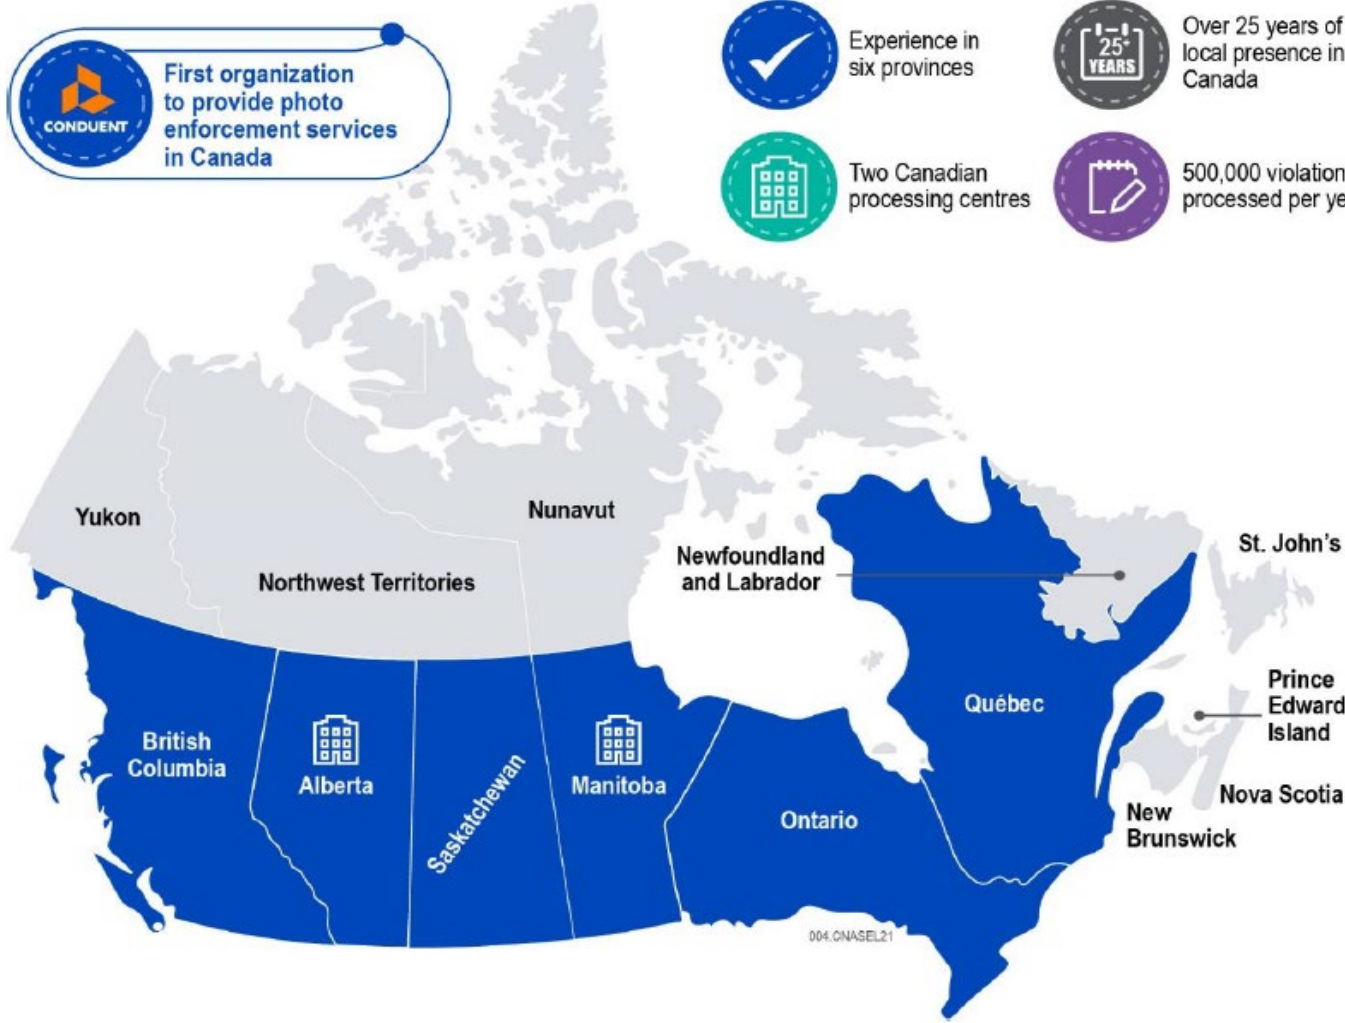 CONDUENT
First organization
to provide photo
enforcement services
in Canada
Experience in
six provinces
25+
YEARS
Over 25 years of
local presence in
Canada
Two Canadian
processing centres
500,000 violation
processed per ye
Yukon
Northwest Territories
Nunavut
Newfoundland
and Labrador
St. John's
British
Columbia
Alberta
Saskatchewan
Manitoba
Ontario
Québec
Prince
Edward
Island
Nova Scotia
New
Brunswick
004.CNASEL21